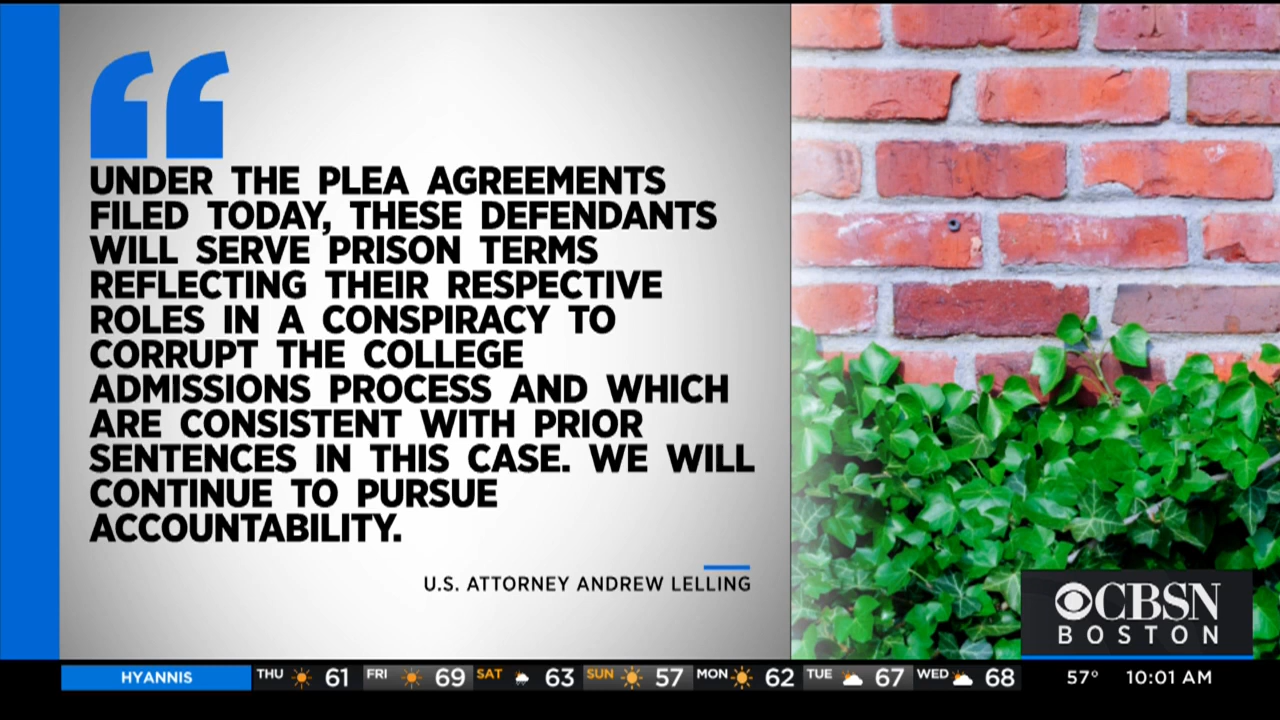 UNDER THE PLEA AGREEMENTS
FILED TODAY, THESE DEFENDANTS
WILL SERVE PRISON TERMS
REFLECTING THEIR RESPECTIVE
ROLES IN A CONSPIRACY TO
CORRUPT THE COLLEGE
ADMISSIONS PROCESS AND WHICH
ARE CONSISTENT WITH PRIOR
SENTENCES IN THIS CASE. WE WILL
CONTINUE TO PURSUE
ACCOUNTABILITY.
U.S. ATTORNEY ANDREW LELLING
CBSN
BOSTON
HYANNIS THU 61 FRI 69 SAT 63 SUN 57 MON 62 TUE 67 WED 68 57° 10:01 AM